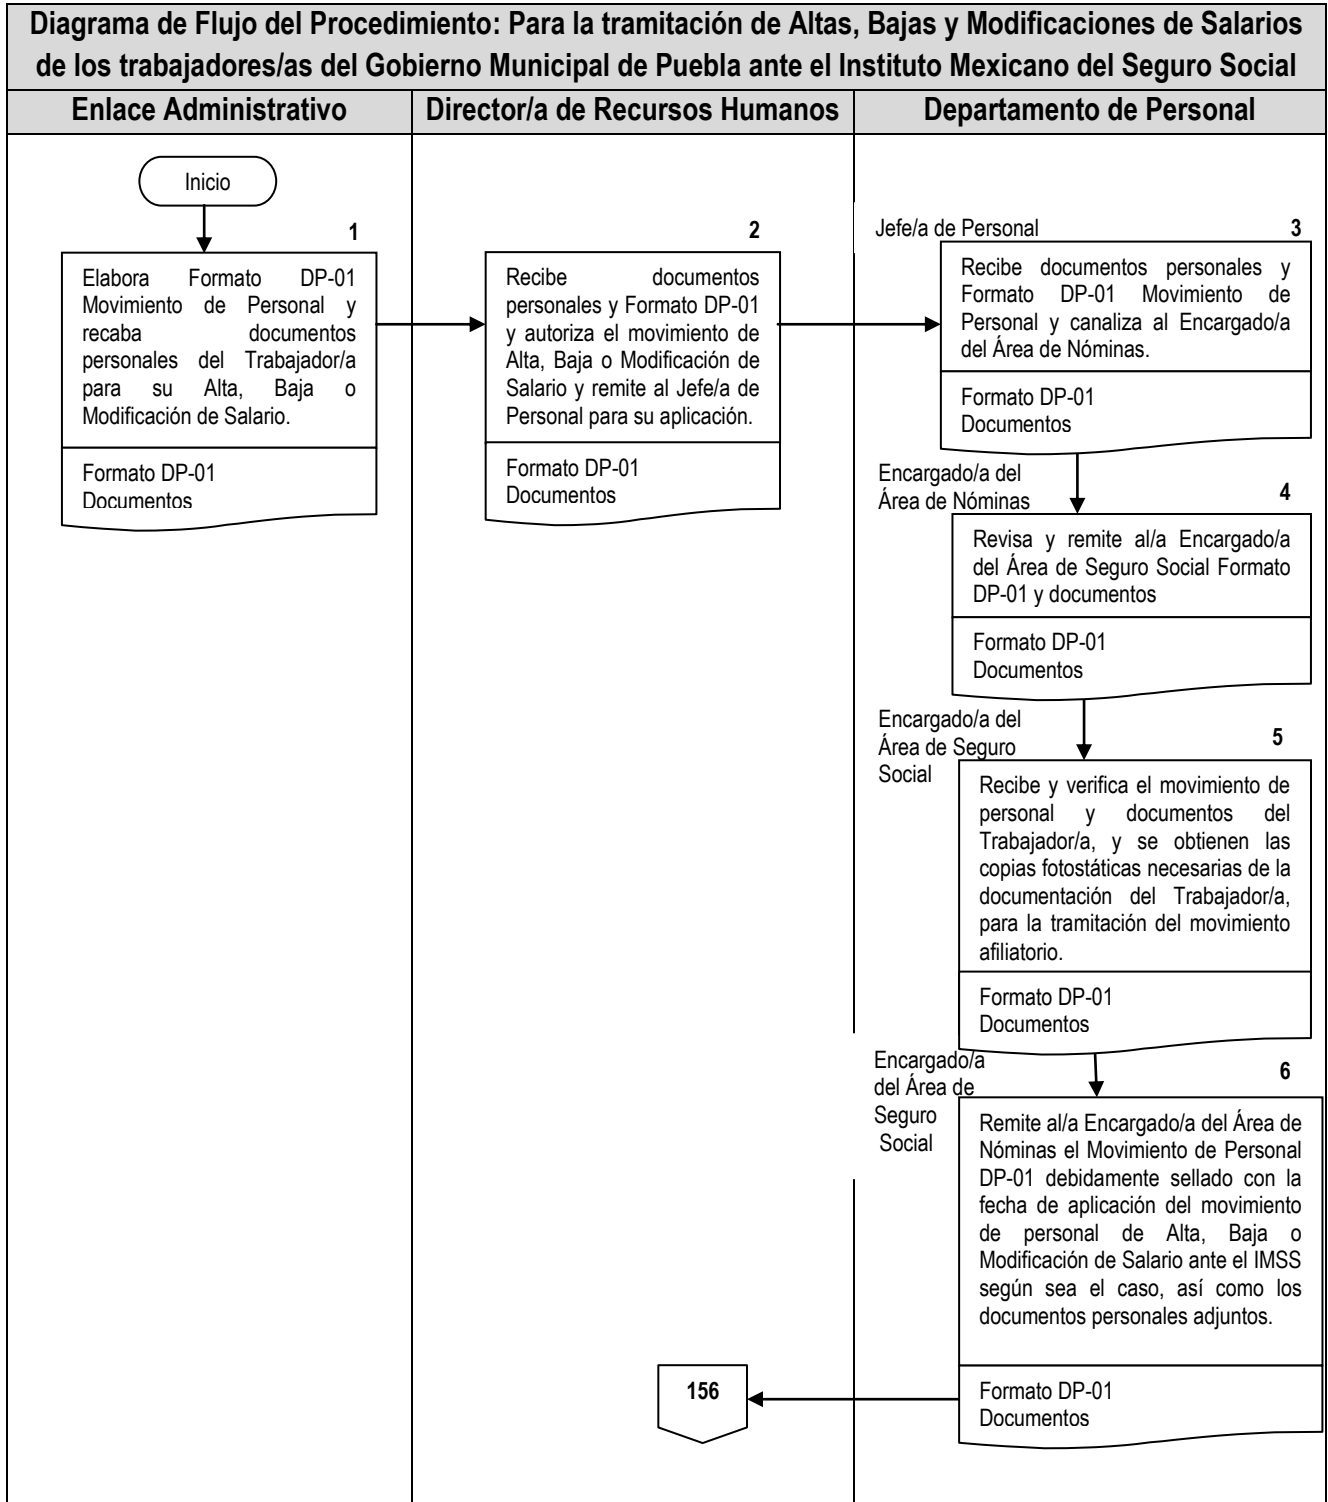 Diagrama de Flujo del Procedimiento: Para la tramitación de Altas, Bajas y Modificaciones de Salarios
de los trabajadores/as del Gobierno Municipal de Puebla ante el Instituto Mexicano del Seguro Social
Enlace Administrativo
Director/a de Recursos Humanos
Departamento de Personal
Inicio
1
Elabora Formato DP-01
Movimiento de Personal y
recaba documentos
personales del Trabajador/a
para su Alta, Baja o
Modificación de Salario.
Formato DP-01
Documentos
2
Recibe documentos
personales y Formato DP-01
y autoriza el movimiento de
Alta, Baja o Modificación de
Salario y remite al Jefe/a de
Personal para su aplicación.
Formato DP-01
Documentos
Jefe/a de Personal
3
Recibe documentos personales y
Formato DP-01 Movimiento de
Personal y canaliza al Encargado/a
del Área de Nóminas.
Formato DP-01
Documentos
Encargado/a del
Área de Nóminas
4
Revisa y remite al/a Encargado/a
del Área de Seguro Social Formato
DP-01 y documentos
Formato DP-01
Documentos
Encargado/a del
Área de Seguro
Social
5
Recibe y verifica el movimiento de
personal y documentos del
Trabajador/a, y se obtienen las
copias fotostáticas necesarias de la
documentación del Trabajador/a,
para la tramitación del movimiento
afiliatorio.
Formato DP-01
Documentos
Encargado/a
del Área de
Seguro
Social
6
Remite al/a Encargado/a del Área de
Nóminas el Movimiento de Personal
DP-01 debidamente sellado con la
fecha de aplicación del movimiento
de personal de Alta, Baja o
Modificación de Salario ante el IMSS
según sea el caso, así como los
documentos personales adjuntos.
Formato DP-01
Documentos
156